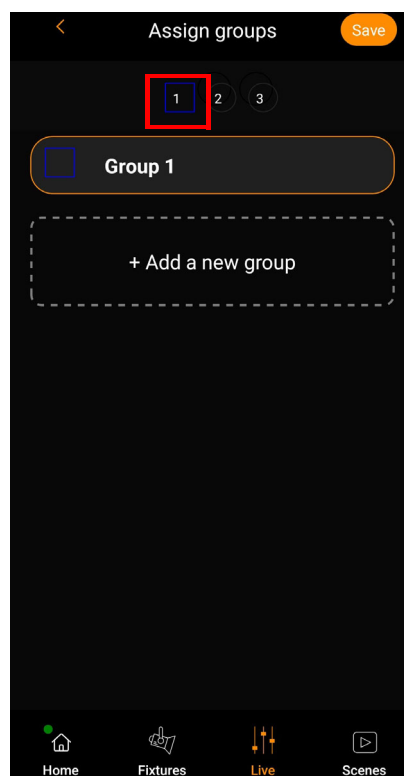 Assign groups
Save
1 2 3
Group 1
+ Add a new group
Home Fixtures Live Scenes